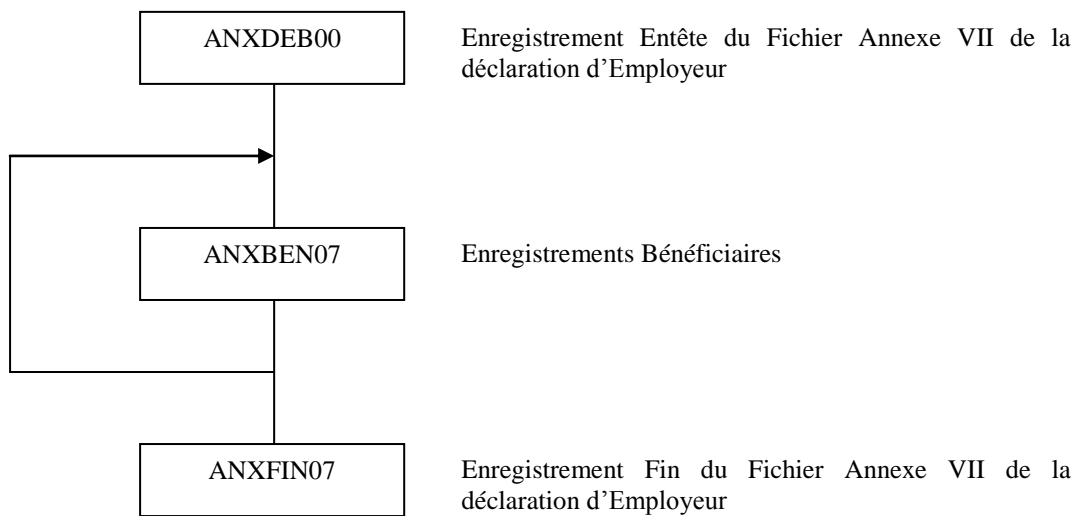 ANXDEB00
Enregistrement Entête du Fichier Annexe VII de la
déclaration d’Employeur
ANXBEN07
Enregistrements Bénéficiaires
ANXFIN07
Enregistrement Fin du Fichier Annexe VII de la
déclaration d’Employeur